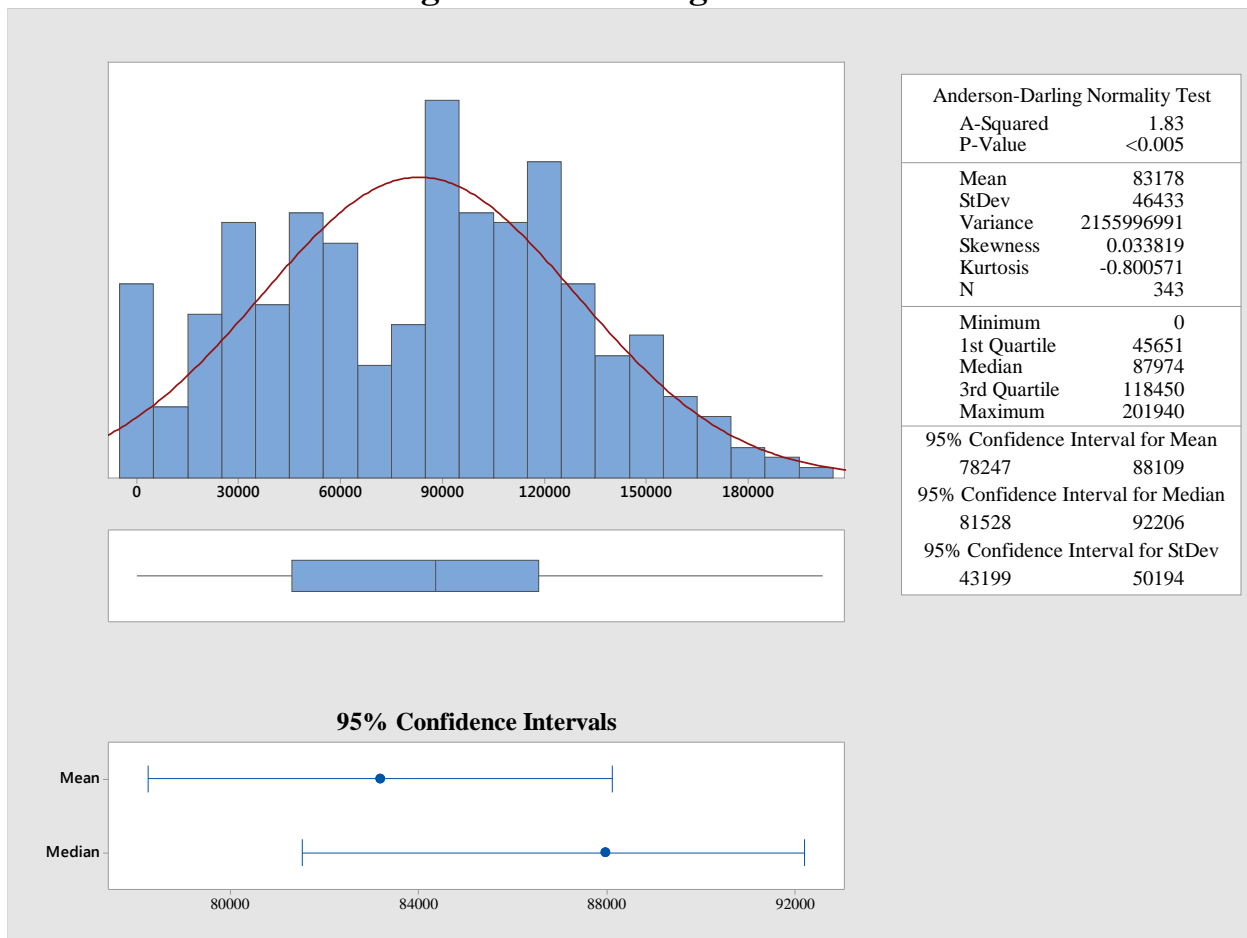 0 30000 60000 90000 120000 150000 180000
95% Confidence Intervals
Mean
Median
80000 84000 88000 92000
Anderson-Darling Normality Test
A-Squared 1.83
P-Value <0.005
Mean 83178
StDev 46433
Variance 2155996991
Skewness 0.033819
Kurtosis -0.800571
N 343
Minimum 0
1st Quartile 45651
Median 87974
3rd Quartile 118450
Maximum 201940
95% Confidence Interval for Mean
78247 88109
95% Confidence Interval for Median
81528 92206
95% Confidence Interval for StDev
43199 50194